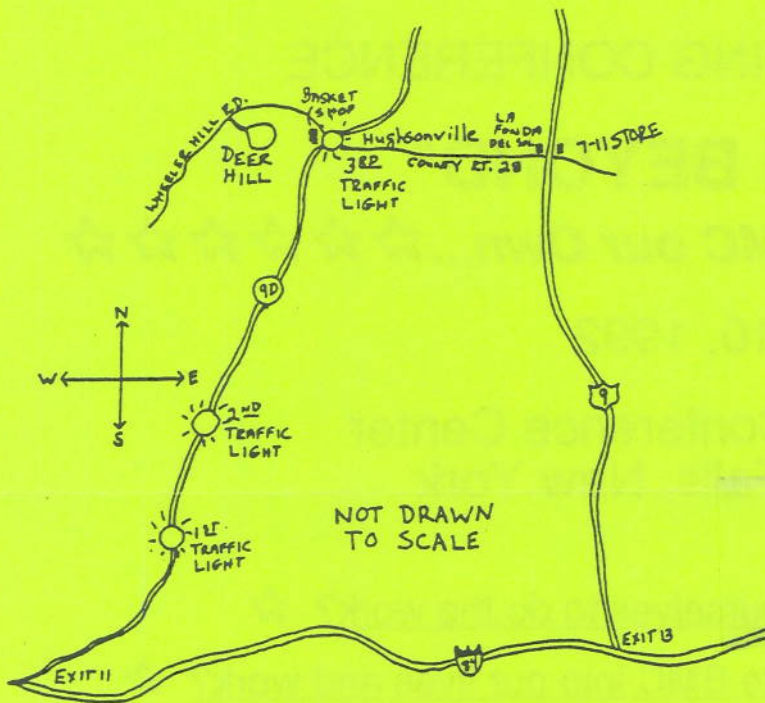 BASKET
SHOP
WHEELER HILL RD.
DEER
HILL
Hughsonville
LA
FONDA
DEL SOL
7-11 STORE
COUNTY RT. 28
3RD
TRAFFIC
LIGHT
9D
N
W E
S
9
2ND
TRAFFIC
LIGHT
1ST
TRAFFIC
LIGHT
NOT DRAWN
TO SCALE
EXIT 11
84
EXIT 13